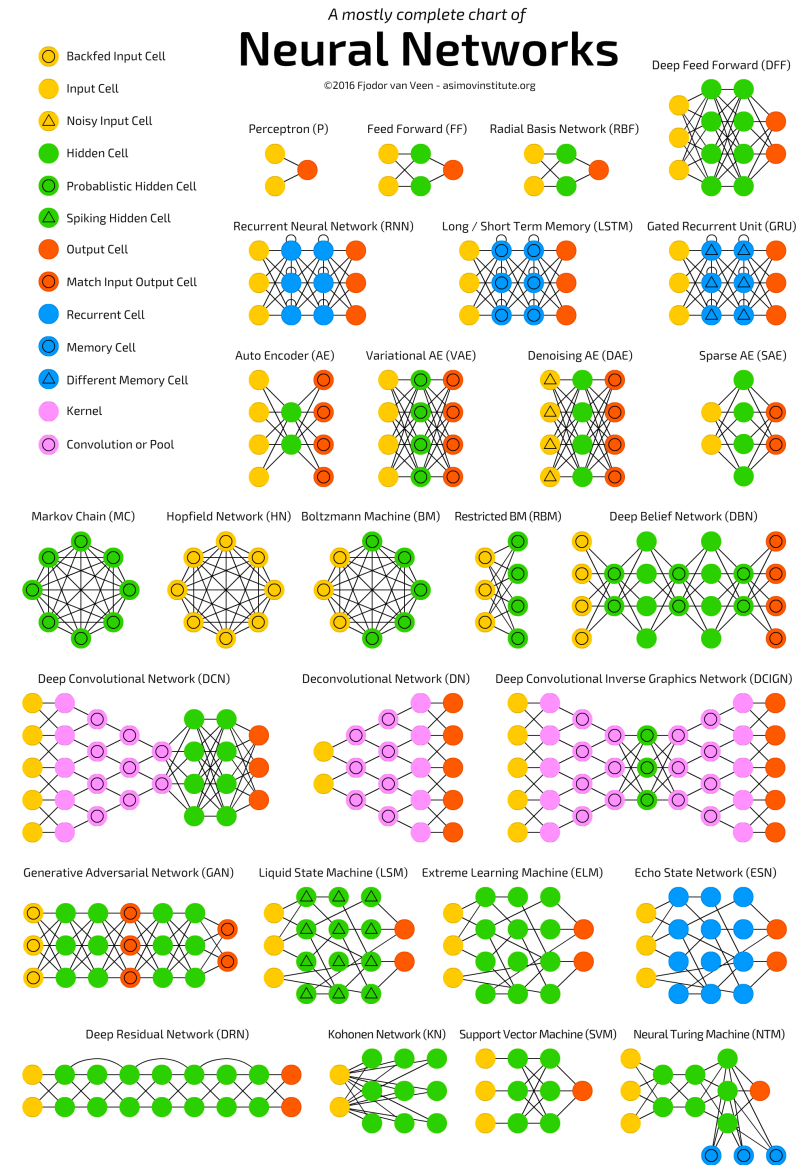 A mostly complete chart of
Neural Networks
©2016 Fjodor van Veen - asimovinstitute.org
Backfed Input Cell
Input Cell
Noisy Input Cell
Hidden Cell
Probablistic Hidden Cell
Spiking Hidden Cell
Output Cell
Match Input Output Cell
Recurrent Cell
Memory Cell
Different Memory Cell
Kernel
Convolution or Pool
Deep Feed Forward (DFF)
Perceptron (P)
Feed Forward (FF)
Radial Basis Network (RBF)
Recurrent Neural Network (RNN)
Long / Short Term Memory (LSTM)
Gated Recurrent Unit (GRU)
Auto Encoder (AE)
Variational AE (VAE)
Denoising AE (DAE)
Sparse AE (SAE)
Markov Chain (MC)
Hopfield Network (HN)
Boltzmann Machine (BM)
Restricted BM (RBM)
Deep Belief Network (DBN)
Deep Convolutional Network (DCN)
Deconvolutional Network (DN)
Deep Convolutional Inverse Graphics Network (DCIGN)
Generative Adversarial Network (GAN)
Liquid State Machine (LSM)
Extreme Learning Machine (ELM)
Echo State Network (ESN)
Deep Residual Network (DRN)
Kohonen Network (KN)
Support Vector Machine (SVM)
Neural Turing Machine (NTM)